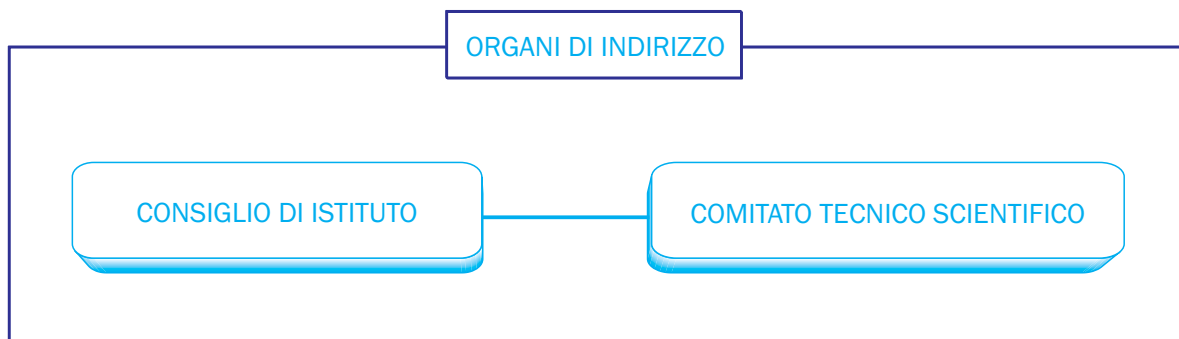 ORGANI DI INDIRIZZO
CONSIGLIO DI ISTITUTO
COMITATO TECNICO SCIENTIFICO